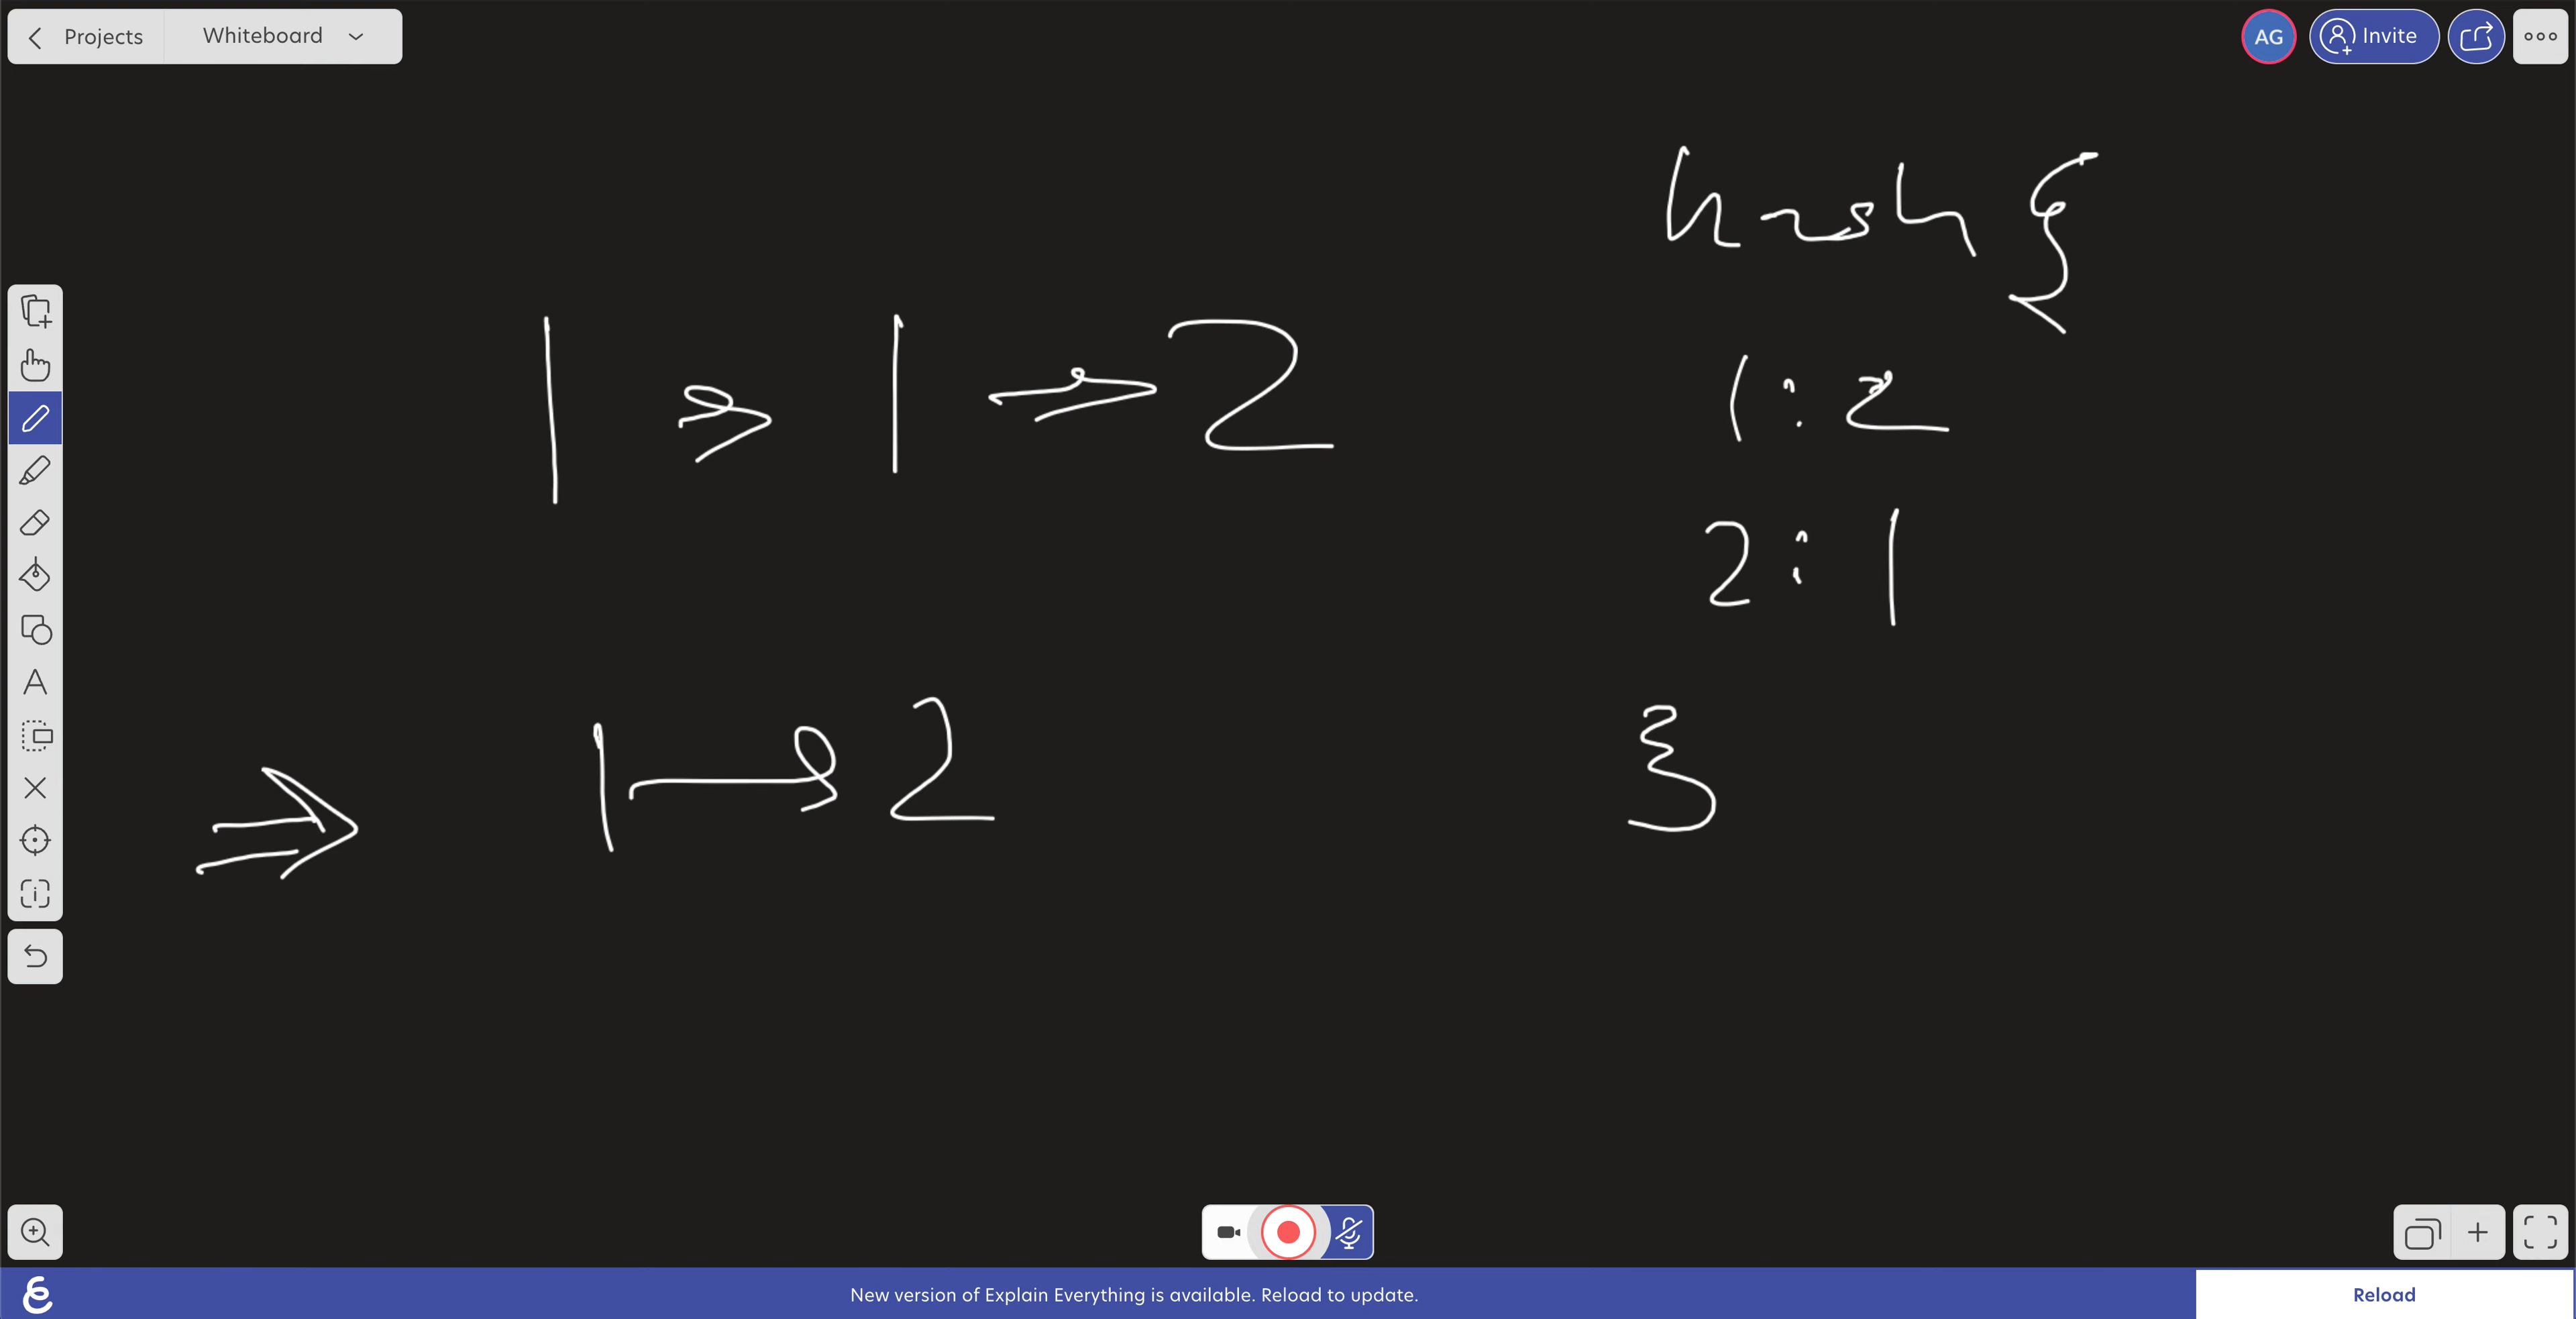 Projects Whiteboard AG Invite
hash {
1 → 1 → 2
1 : 2
2 : 1
1 → 2
}
A
New version of Explain Everything is available. Reload to update. Reload